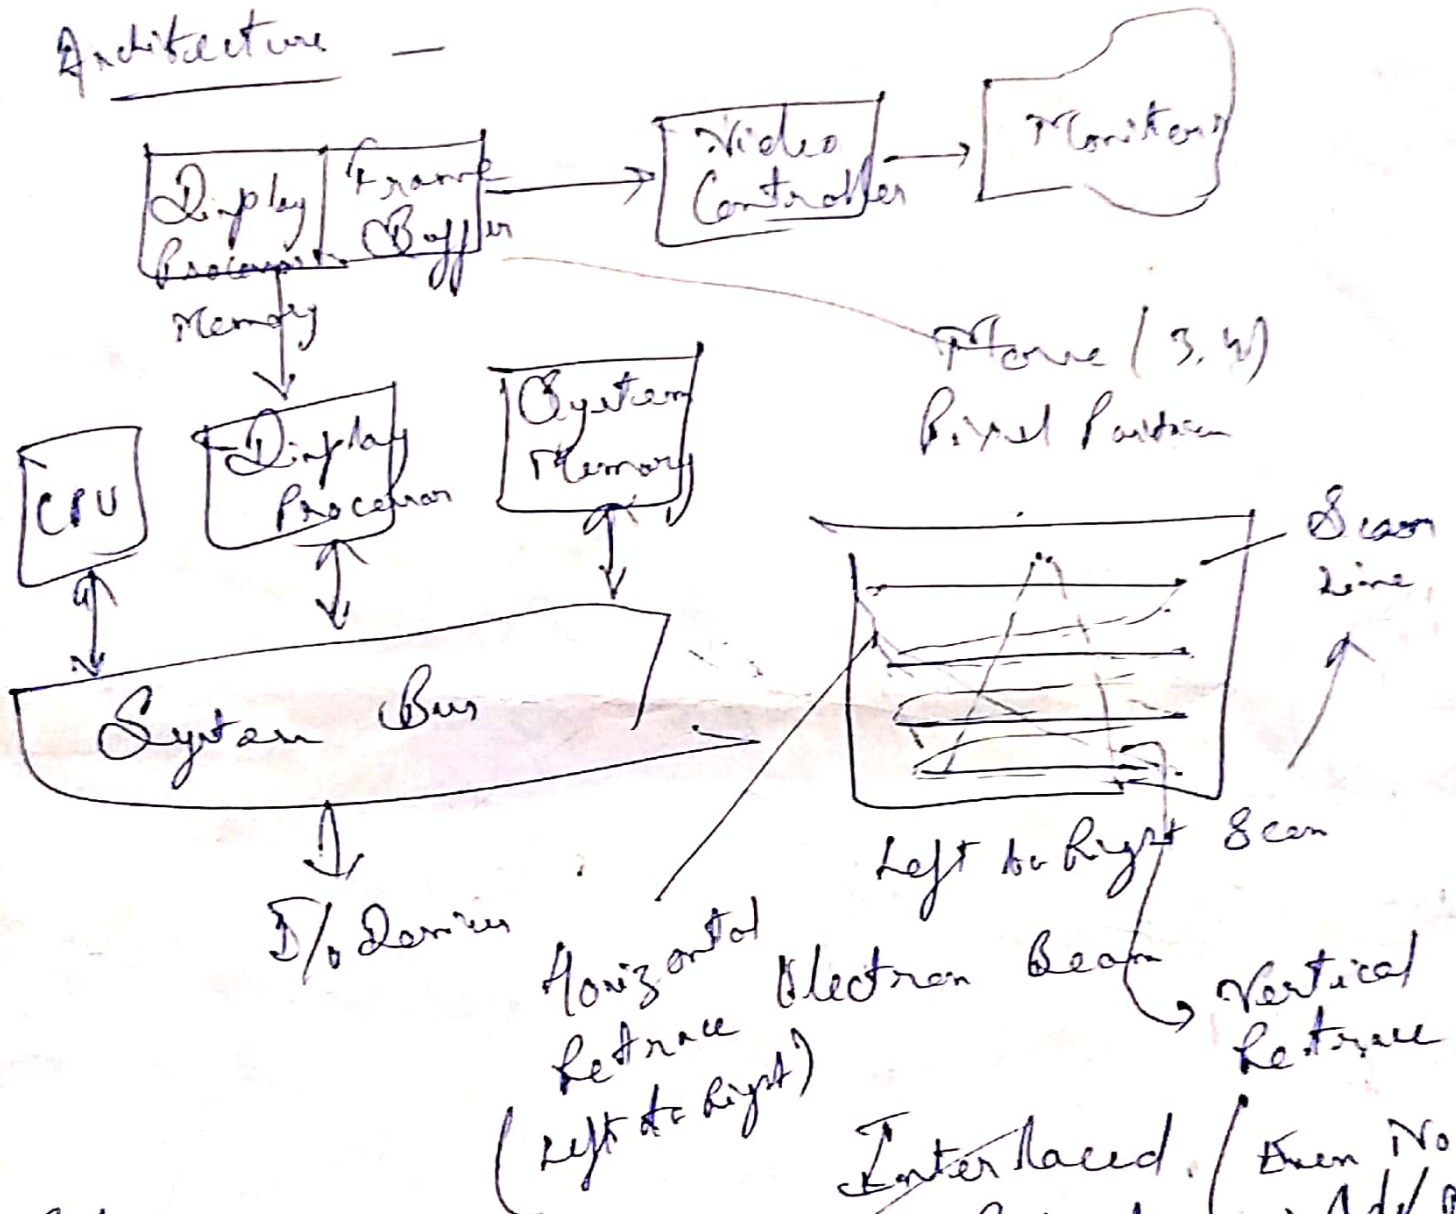 Architecture —
Display
Processor
Memory
Frame
Buffer
Video
Controller
Monitor
(3,4)
Pixel Position
CPU
Display
Processor
System
Memory
System Bus
I/O Devices
Scan
Line
Left to Right Scan
Electron Beam
Horizontal
Retrace
(Left to Right)
Vertical
Retrace
Interlaced
(Even No